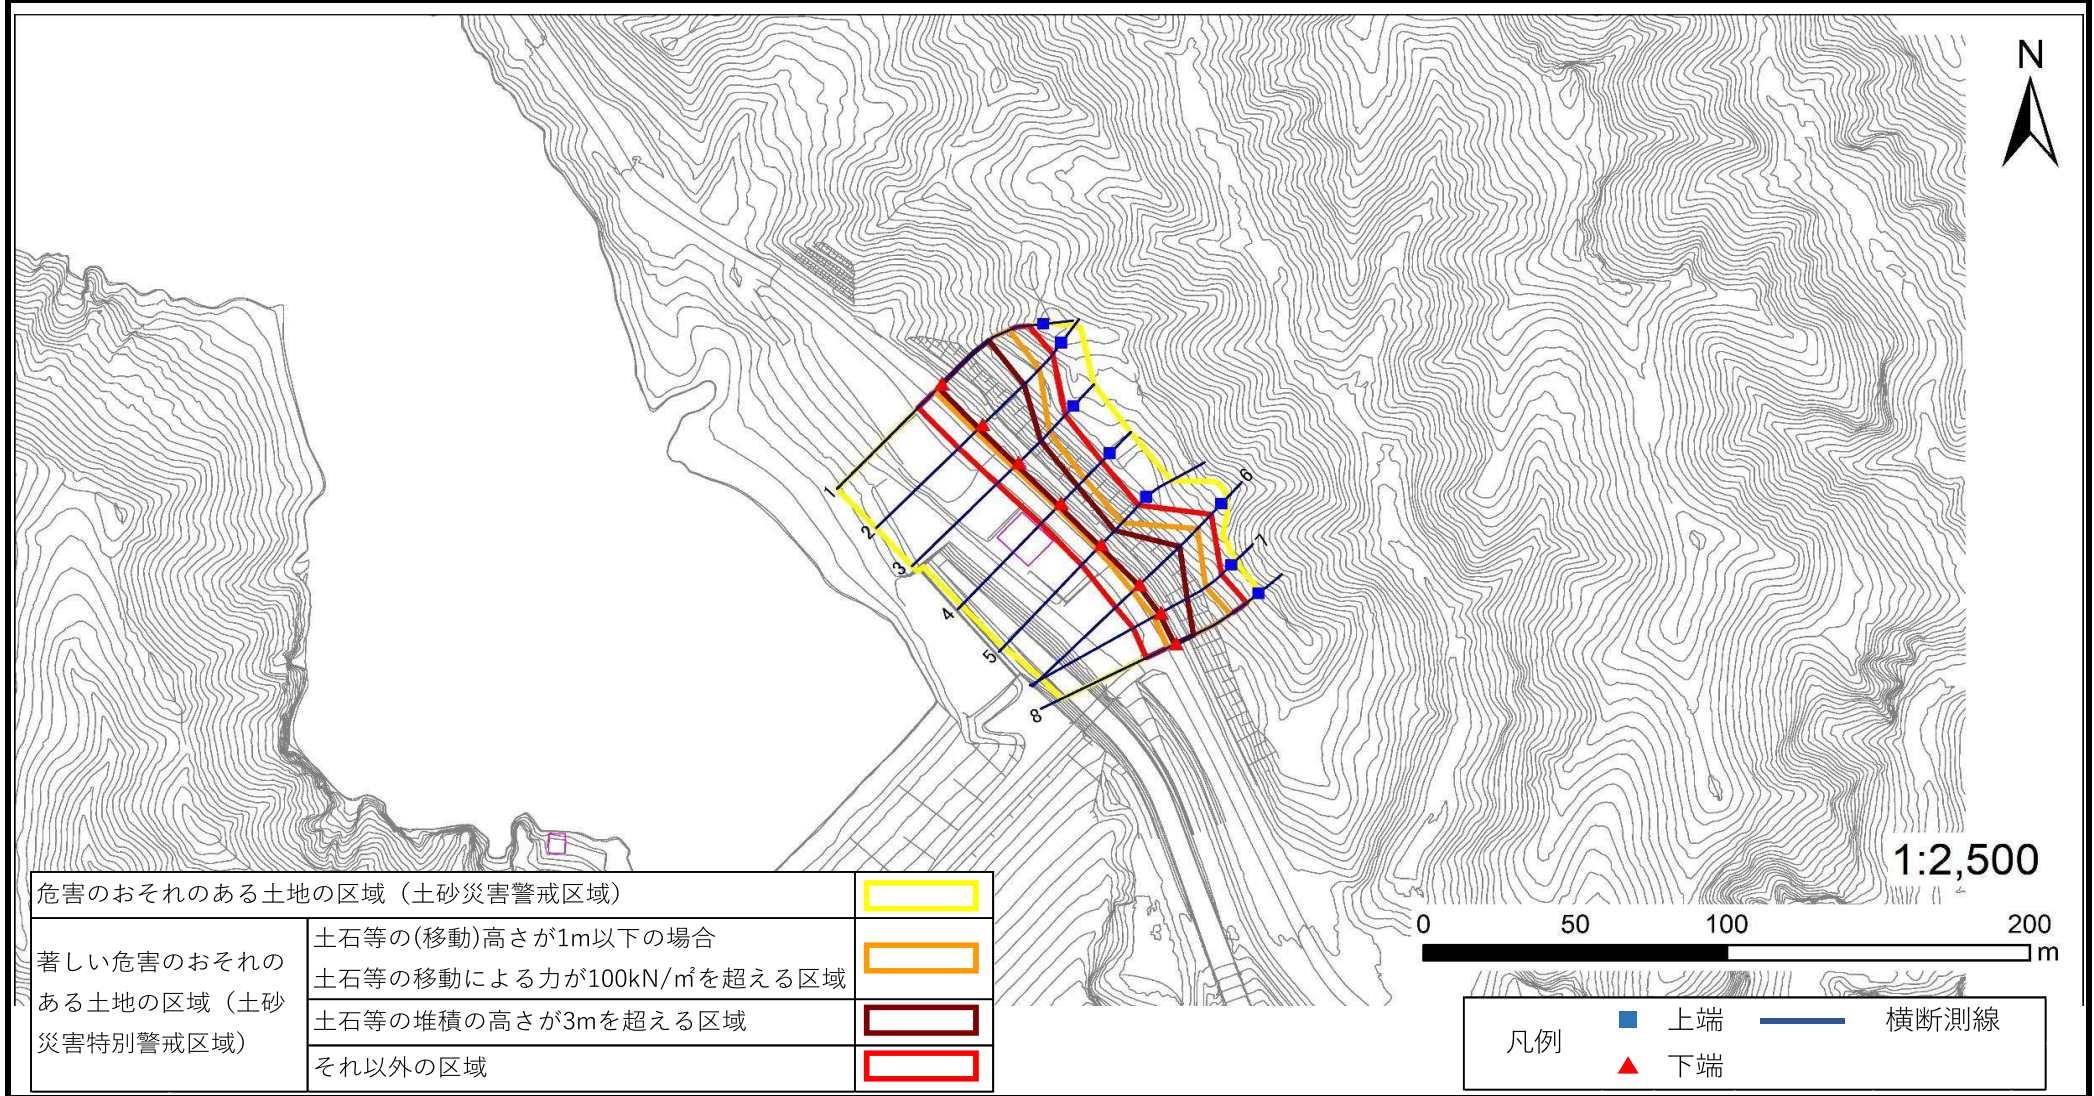 N
1
2
3
4
5
6
7
8
1:2,500
0 50 100 200
m
危害のおそれのある土地の区域（土砂災害警戒区域）
著しい危害のおそれの
ある土地の区域（土砂
災害特別警戒区域）
土石等の(移動)高さが1m以下の場合
土石等の移動による力が100kN/㎡を超える区域
土石等の堆積の高さが3mを超える区域
それ以外の区域
凡例
上端 横断測線
下端